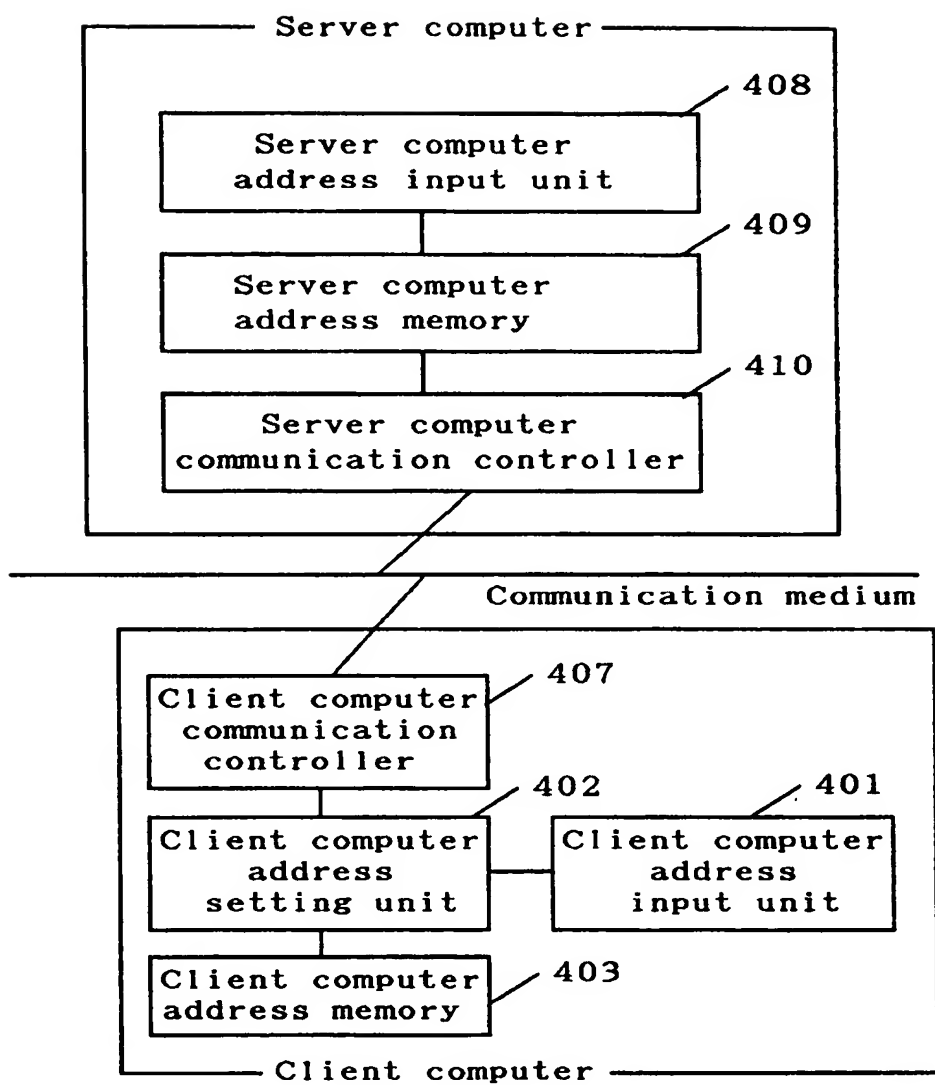 Server computer
408
Server computer
address input unit
409
Server computer
address memory
410
Server computer
communication controller
Communication medium
407
Client computer
communication
controller
402
Client computer
address
setting unit
401
Client computer
address
input unit
403
Client computer
address memory
Client computer